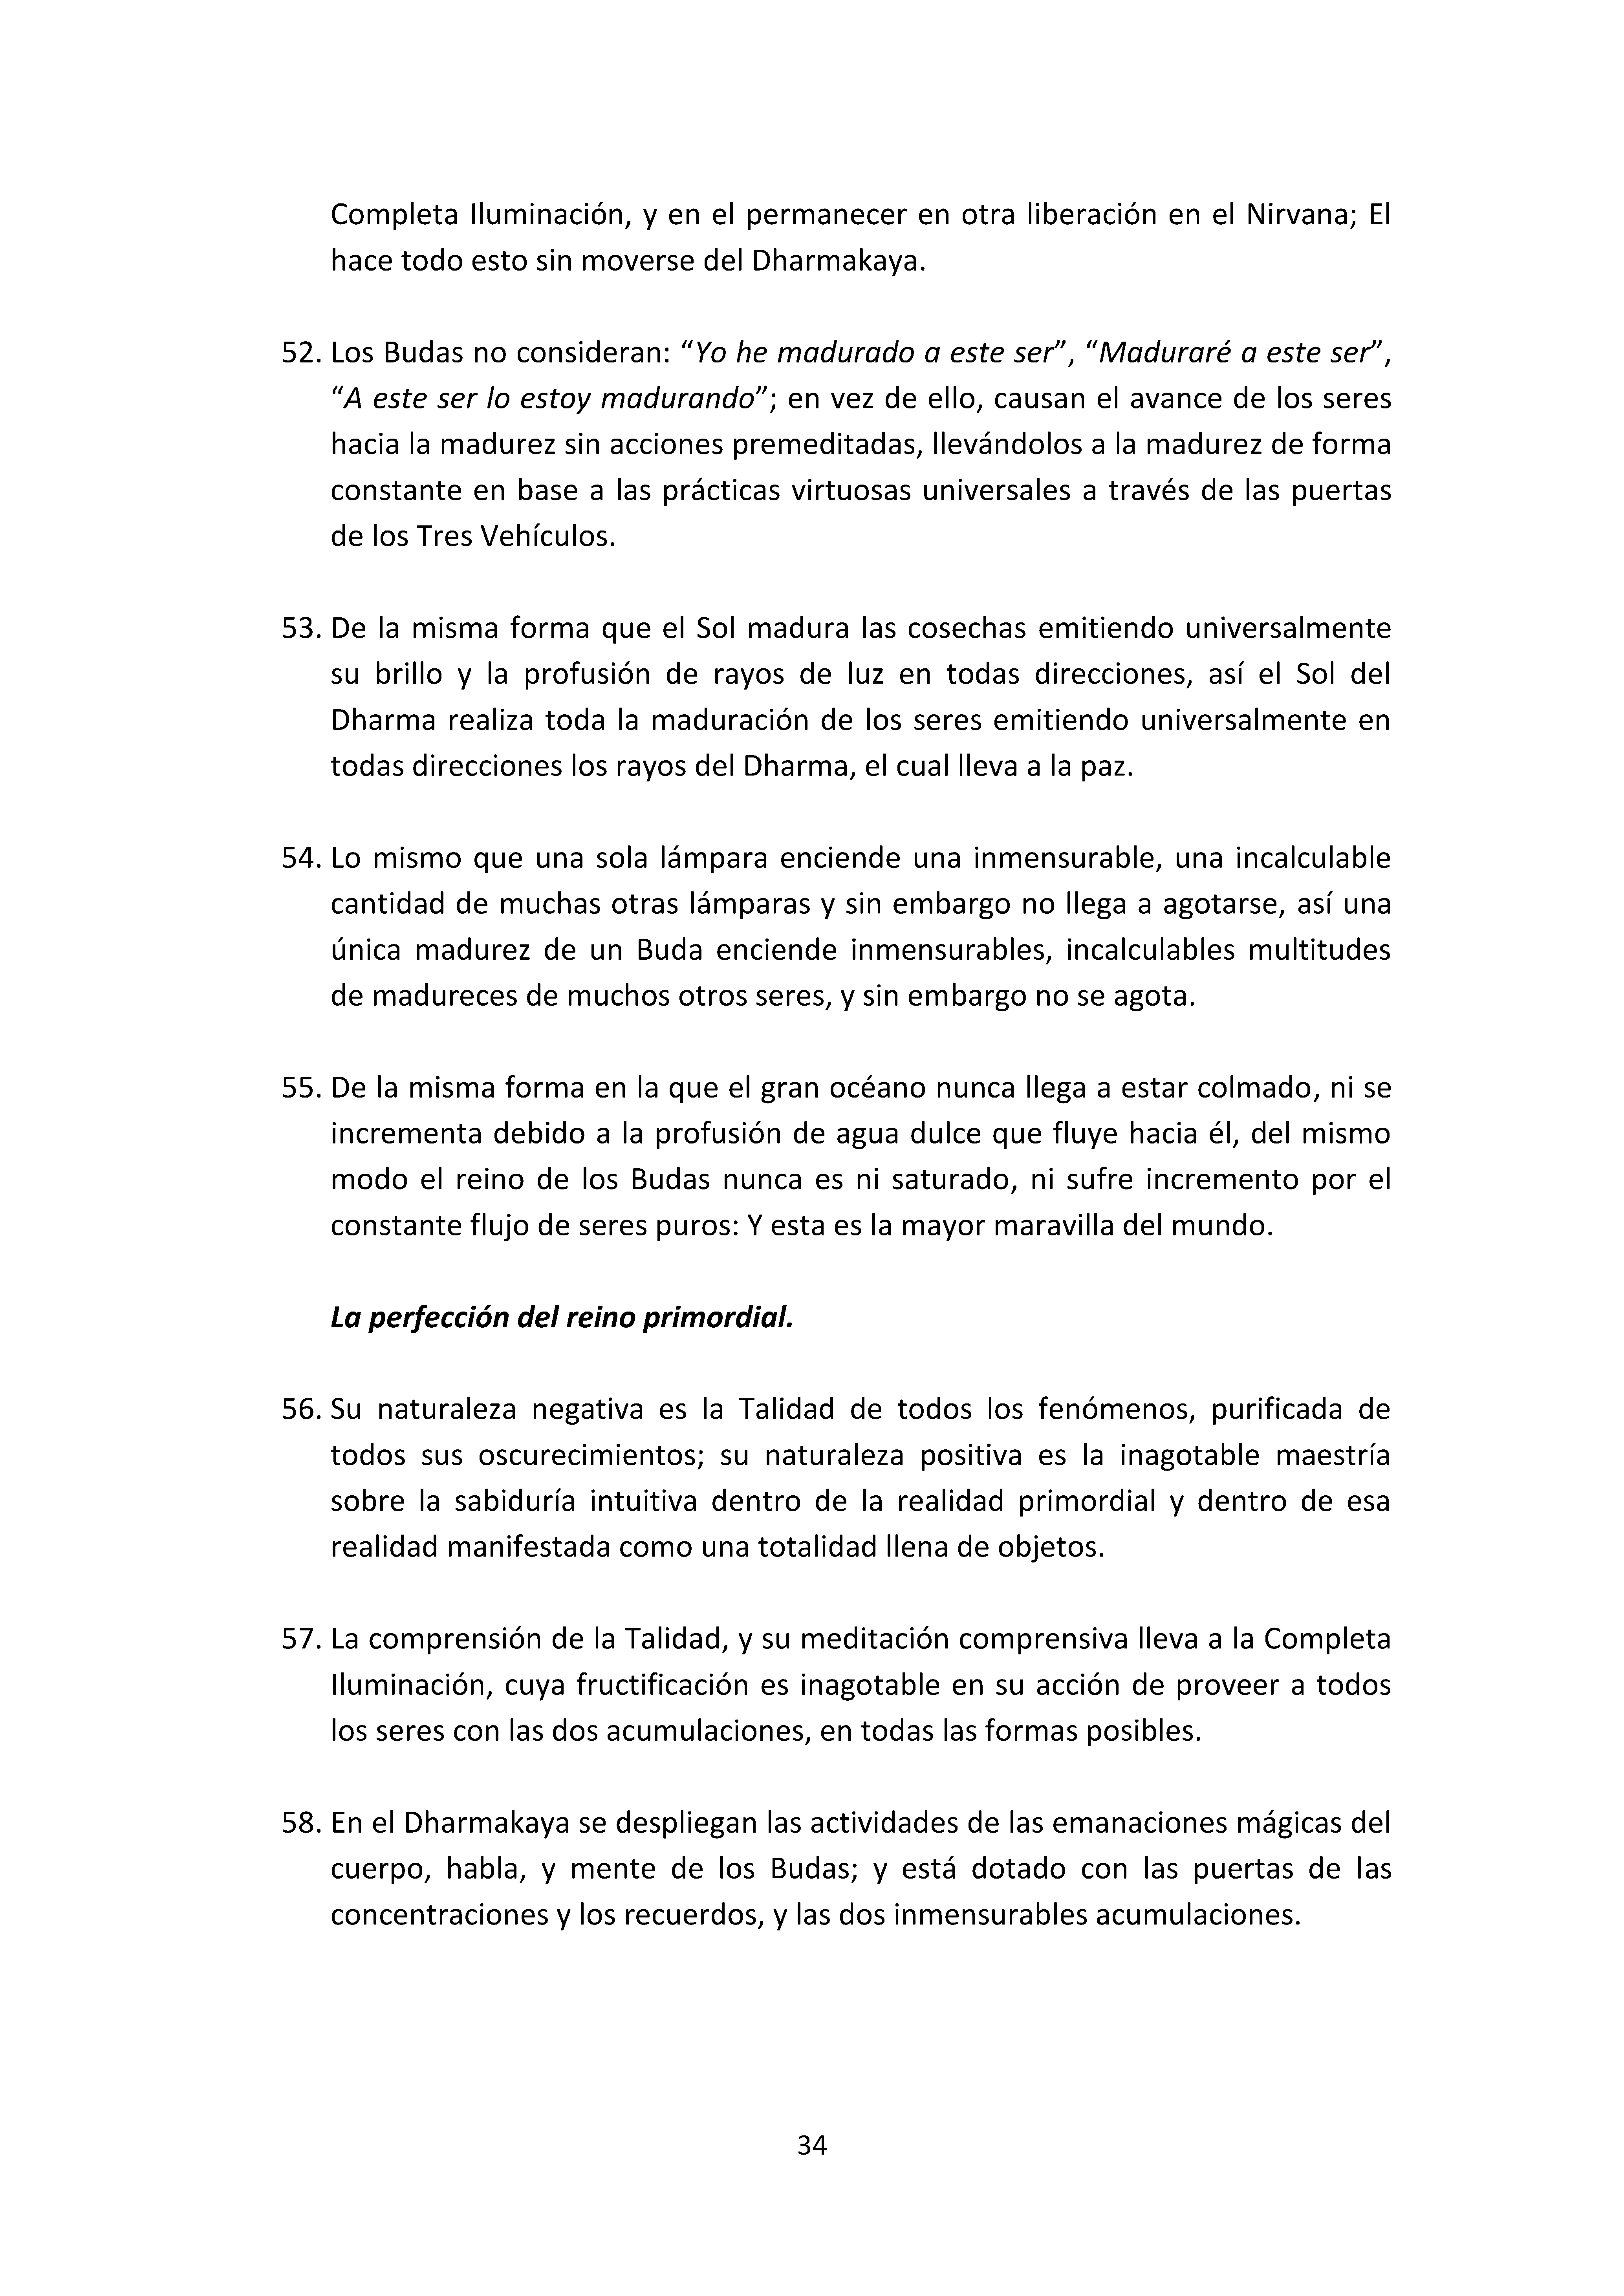 Completa Iluminación, y en el permanecer en otra liberación en el Nirvana; El
hace todo esto sin moverse del Dharmakaya.
52. Los Budas no consideran: “Yo he madurado a este ser”, “Maduraré a este ser”,
“A este ser lo estoy madurando”; en vez de ello, causan el avance de los seres
hacia la madurez sin acciones premeditadas, llevándolos a la madurez de forma
constante en base a las prácticas virtuosas universales a través de las puertas
de los Tres Vehículos.
53. De la misma forma que el Sol madura las cosechas emitiendo universalmente
su brillo y la profusión de rayos de luz en todas direcciones, así el Sol del
Dharma realiza toda la maduración de los seres emitiendo universalmente en
todas direcciones los rayos del Dharma, el cual lleva a la paz.
54. Lo mismo que una sola lámpara enciende una inmensurable, una incalculable
cantidad de muchas otras lámparas y sin embargo no llega a agotarse, así una
única madurez de un Buda enciende inmensurables, incalculables multitudes
de madureces de muchos otros seres, y sin embargo no se agota.
55. De la misma forma en la que el gran océano nunca llega a estar colmado, ni se
incrementa debido a la profusión de agua dulce que fluye hacia él, del mismo
modo el reino de los Budas nunca es ni saturado, ni sufre incremento por el
constante flujo de seres puros: Y esta es la mayor maravilla del mundo.
La perfección del reino primordial.
56. Su naturaleza negativa es la Talidad de todos los fenómenos, purificada de
todos sus oscurecimientos; su naturaleza positiva es la inagotable maestría
sobre la sabiduría intuitiva dentro de la realidad primordial y dentro de esa
realidad manifestada como una totalidad llena de objetos.
57. La comprensión de la Talidad, y su meditación comprensiva lleva a la Completa
Iluminación, cuya fructificación es inagotable en su acción de proveer a todos
los seres con las dos acumulaciones, en todas las formas posibles.
58. En el Dharmakaya se despliegan las actividades de las emanaciones mágicas del
cuerpo, habla, y mente de los Budas; y está dotado con las puertas de las
concentraciones y los recuerdos, y las dos inmensurables acumulaciones.
34